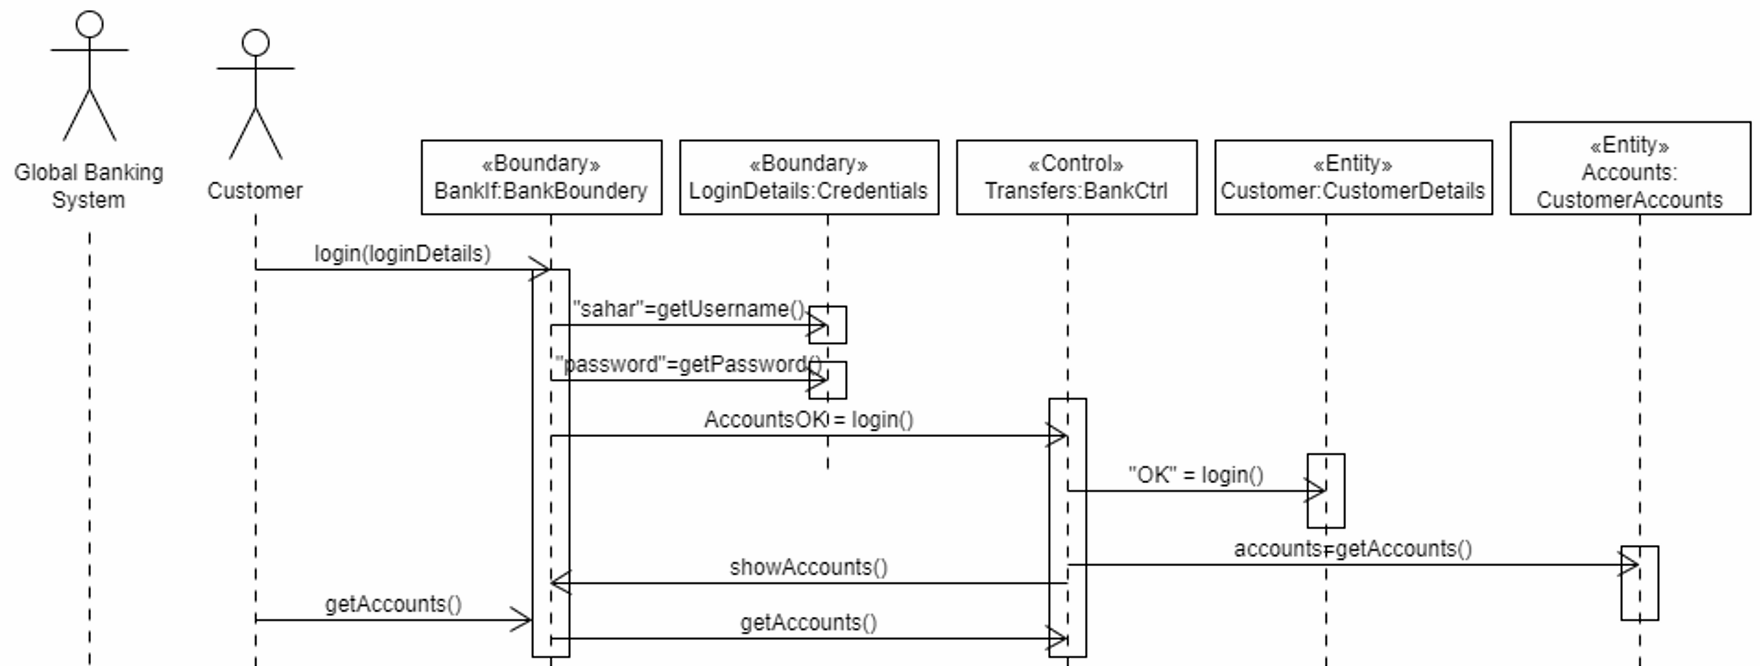 Global Banking
System
Customer
«Boundary»
BankIf:BankBoundery
«Boundary»
LoginDetails:Credentials
«Control»
Transfers:BankCtrl
«Entity»
Customer:CustomerDetails
«Entity»
Accounts:
CustomerAccounts
login(loginDetails)
"sahar"=getUsername()
"password"=getPassword()
AccountsOK = login()
"OK" = login()
accounts=getAccounts()
showAccounts()
getAccounts()
getAccounts()